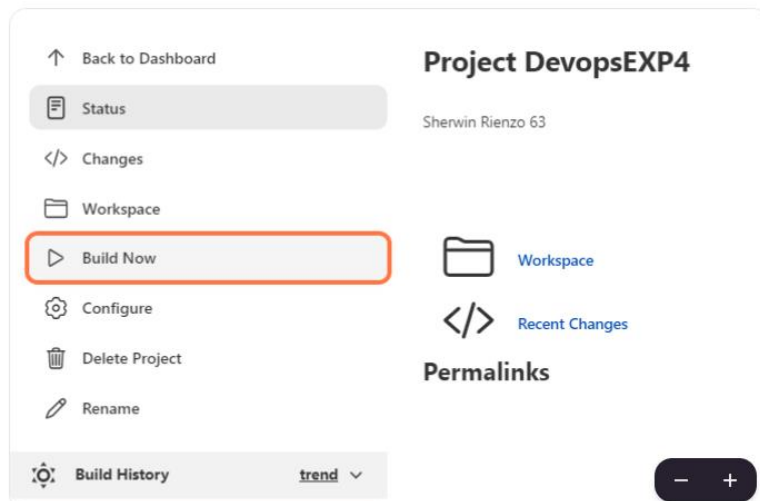 Back to Dashboard
Status
Changes
Workspace
Build Now
Configure
Delete Project
Rename
Build History
trend
Project DevopsEXP4
Sherwin Rienzo 63
Workspace
Recent Changes
Permalinks